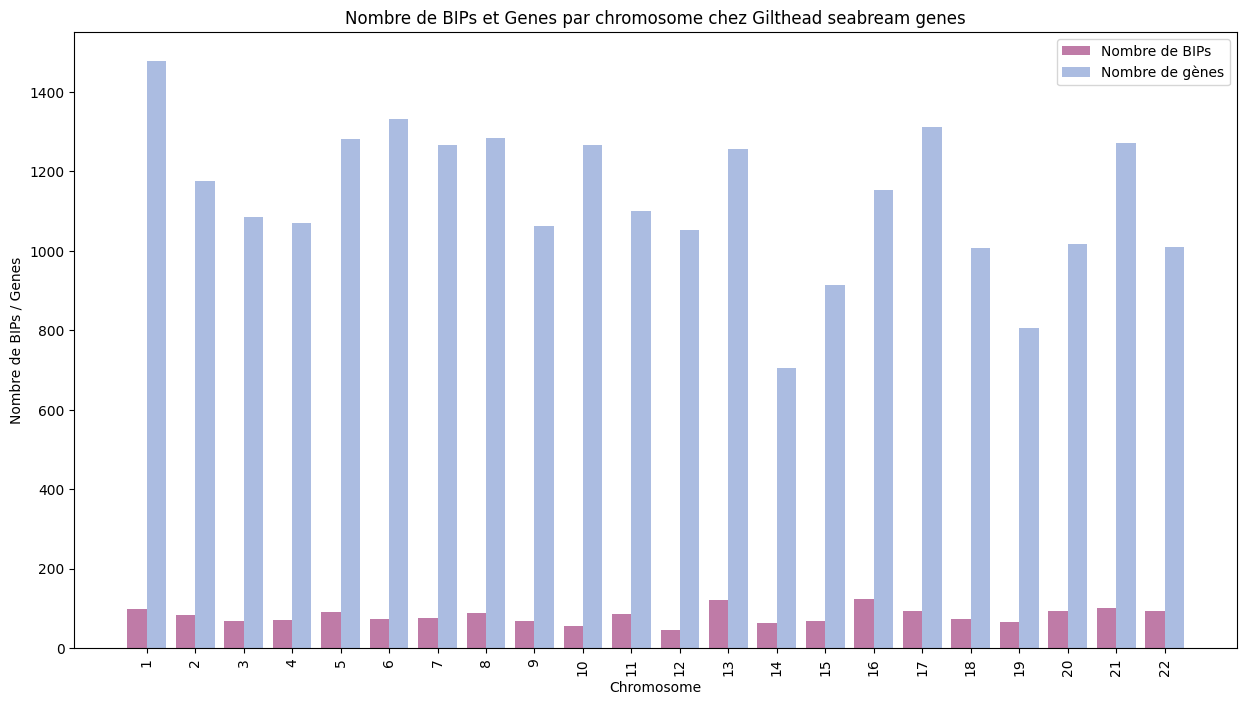 Nombre de BIPs et Genes par chromosome chez Gilthead seabream genes
Nombre de BIPs
Nombre de gènes
Nombre de BIPs / Genes
1400
1200
1000
800
600
400
200
0
1 2 3 4 5 6 7 8 9 10 11 12 13 14 15 16 17 18 19 20 21 22
Chromosome